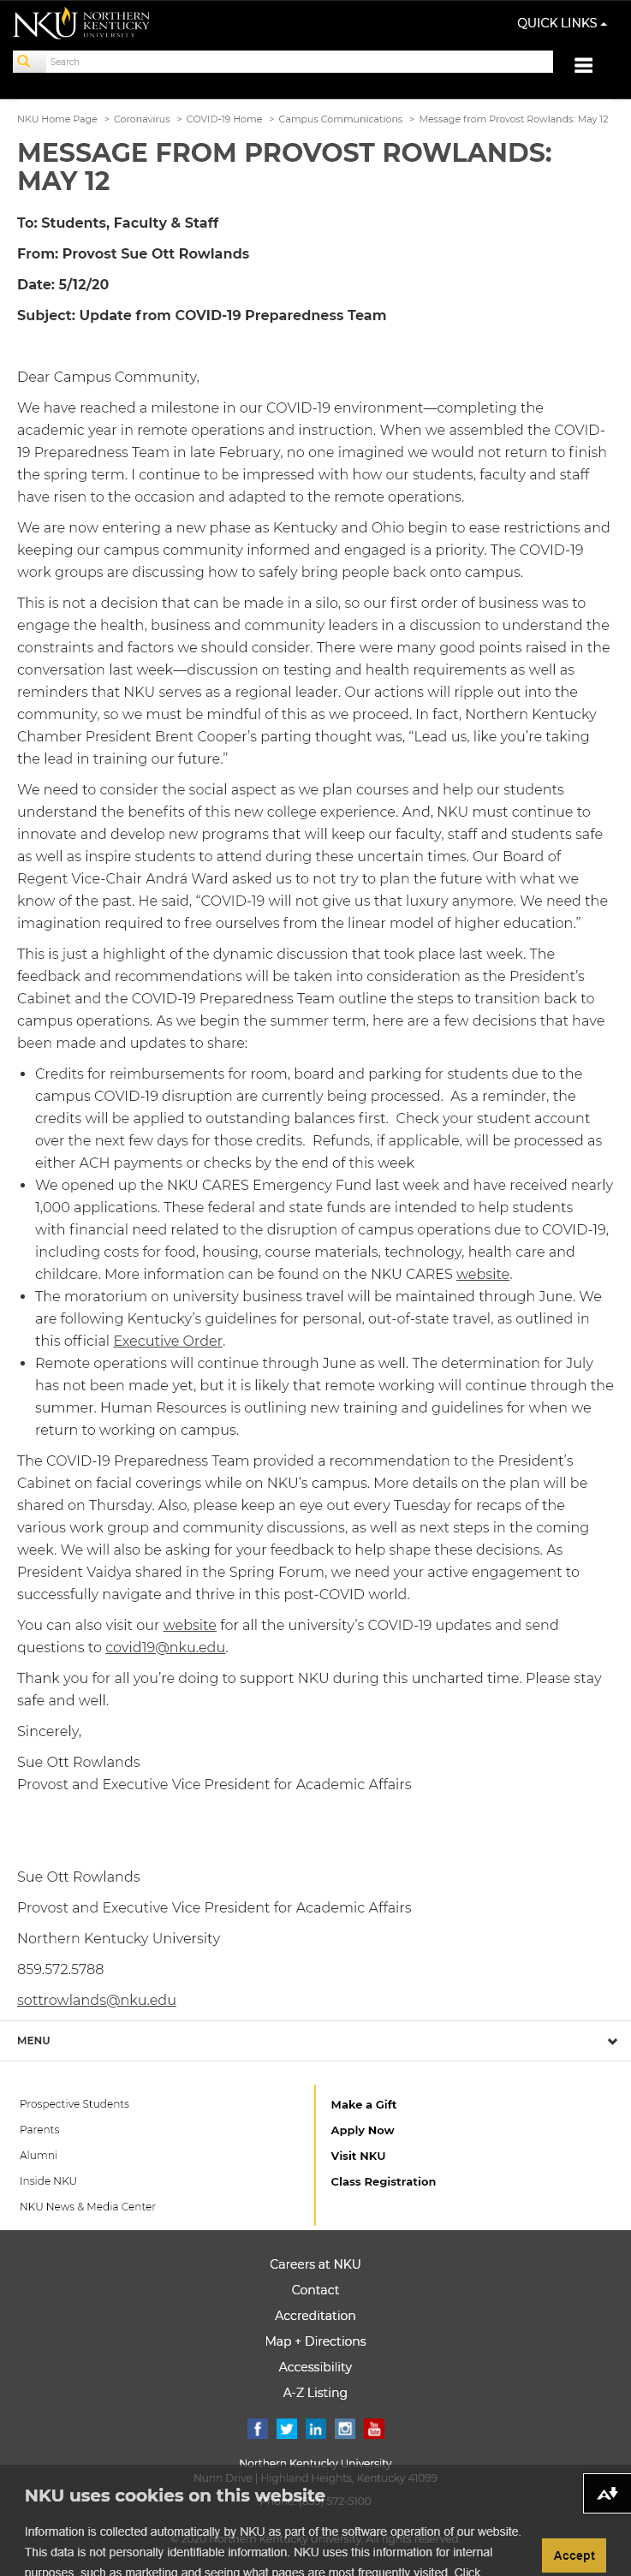 NKU NORTHERN
KENTUCKY
UNIVERSITY
QUICK LINKS
Search
NKU Home Page > Coronavirus > COVID-19 Home > Campus Communications > Message from Provost Rowlands: May 12
MESSAGE FROM PROVOST ROWLANDS:
MAY 12
To: Students, Faculty & Staff
From: Provost Sue Ott Rowlands
Date: 5/12/20
Subject: Update from COVID-19 Preparedness Team
Dear Campus Community,
We have reached a milestone in our COVID-19 environment—completing the
academic year in remote operations and instruction. When we assembled the COVID-
19 Preparedness Team in late February, no one imagined we would not return to finish
the spring term. I continue to be impressed with how our students, faculty and staff
have risen to the occasion and adapted to the remote operations.
We are now entering a new phase as Kentucky and Ohio begin to ease restrictions and
keeping our campus community informed and engaged is a priority. The COVID-19
work groups are discussing how to safely bring people back onto campus.
This is not a decision that can be made in a silo, so our first order of business was to
engage the health, business and community leaders in a discussion to understand the
constraints and factors we should consider. There were many good points raised in the
conversation last week—discussion on testing and health requirements as well as
reminders that NKU serves as a regional leader. Our actions will ripple out into the
community, so we must be mindful of this as we proceed. In fact, Northern Kentucky
Chamber President Brent Cooper’s parting thought was, “Lead us, like you’re taking
the lead in training our future.”
We need to consider the social aspect as we plan courses and help our students
understand the benefits of this new college experience. And, NKU must continue to
innovate and develop new programs that will keep our faculty, staff and students safe
as well as inspire students to attend during these uncertain times. Our Board of
Regent Vice-Chair Andrá Ward asked us to not try to plan the future with what we
know of the past. He said, “COVID-19 will not give us that luxury anymore. We need the
imagination required to free ourselves from the linear model of higher education.”
This is just a highlight of the dynamic discussion that took place last week. The
feedback and recommendations will be taken into consideration as the President’s
Cabinet and the COVID-19 Preparedness Team outline the steps to transition back to
campus operations. As we begin the summer term, here are a few decisions that have
been made and updates to share:
• Credits for reimbursements for room, board and parking for students due to the
campus COVID-19 disruption are currently being processed. As a reminder, the
credits will be applied to outstanding balances first. Check your student account
over the next few days for those credits. Refunds, if applicable, will be processed as
either ACH payments or checks by the end of this week
• We opened up the NKU CARES Emergency Fund last week and have received nearly
1,000 applications. These federal and state funds are intended to help students
with financial need related to the disruption of campus operations due to COVID-19,
including costs for food, housing, course materials, technology, health care and
childcare. More information can be found on the NKU CARES website.
• The moratorium on university business travel will be maintained through June. We
are following Kentucky’s guidelines for personal, out-of-state travel, as outlined in
this official Executive Order.
• Remote operations will continue through June as well. The determination for July
has not been made yet, but it is likely that remote working will continue through the
summer. Human Resources is outlining new training and guidelines for when we
return to working on campus.
The COVID-19 Preparedness Team provided a recommendation to the President’s
Cabinet on facial coverings while on NKU’s campus. More details on the plan will be
shared on Thursday. Also, please keep an eye out every Tuesday for recaps of the
various work group and community discussions, as well as next steps in the coming
week. We will also be asking for your feedback to help shape these decisions. As
President Vaidya shared in the Spring Forum, we need your active engagement to
successfully navigate and thrive in this post-COVID world.
You can also visit our website for all the university’s COVID-19 updates and send
questions to covid19@nku.edu.
Thank you for all you’re doing to support NKU during this uncharted time. Please stay
safe and well.
Sincerely,
Sue Ott Rowlands
Provost and Executive Vice President for Academic Affairs
Sue Ott Rowlands
Provost and Executive Vice President for Academic Affairs
Northern Kentucky University
859.572.5788
sottrowlands@nku.edu
MENU
Prospective Students
Parents
Alumni
Inside NKU
NKU News & Media Center
Make a Gift
Apply Now
Visit NKU
Class Registration
Careers at NKU
Contact
Accreditation
Map + Directions
Accessibility
A-Z Listing
Northern Kentucky University
Nunn Drive | Highland Heights, Kentucky 41099
NKU uses cookies on this website
572-5100
Information is collected automatically by NKU as part of the software operation of our website.
© 2020 Northern Kentucky University. All rights reserved.
This data is not personally identifiable information. NKU uses this information for internal
Accept
purposes, such as marketing and seeing what pages are most frequently visited. Click